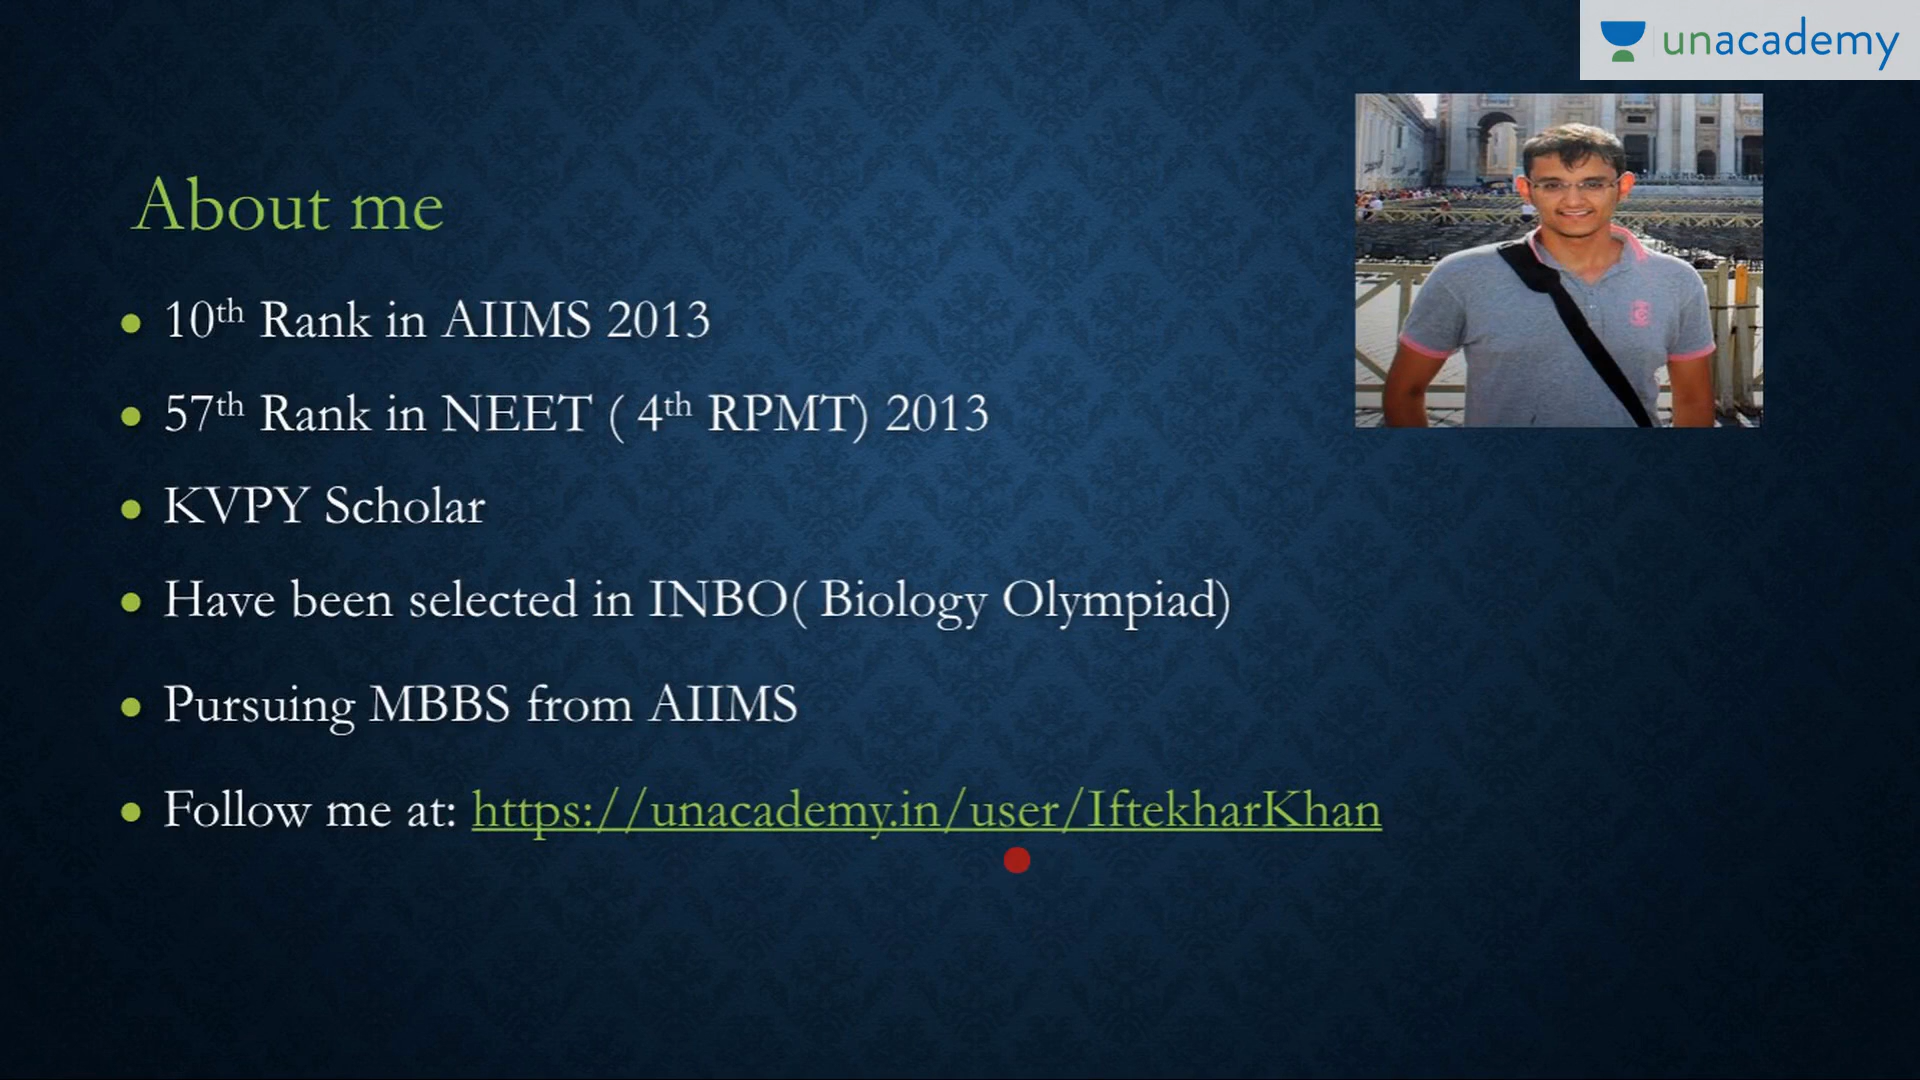 unacademy
About me
10th Rank in AIIMS 2013
57th Rank in NEET ( 4th RPMT) 2013
KVPY Scholar
Have been selected in INBO( Biology Olympiad)
Pursuing MBBS from AIIMS
Follow me at: https://unacademy.in/user/IftekharKhan